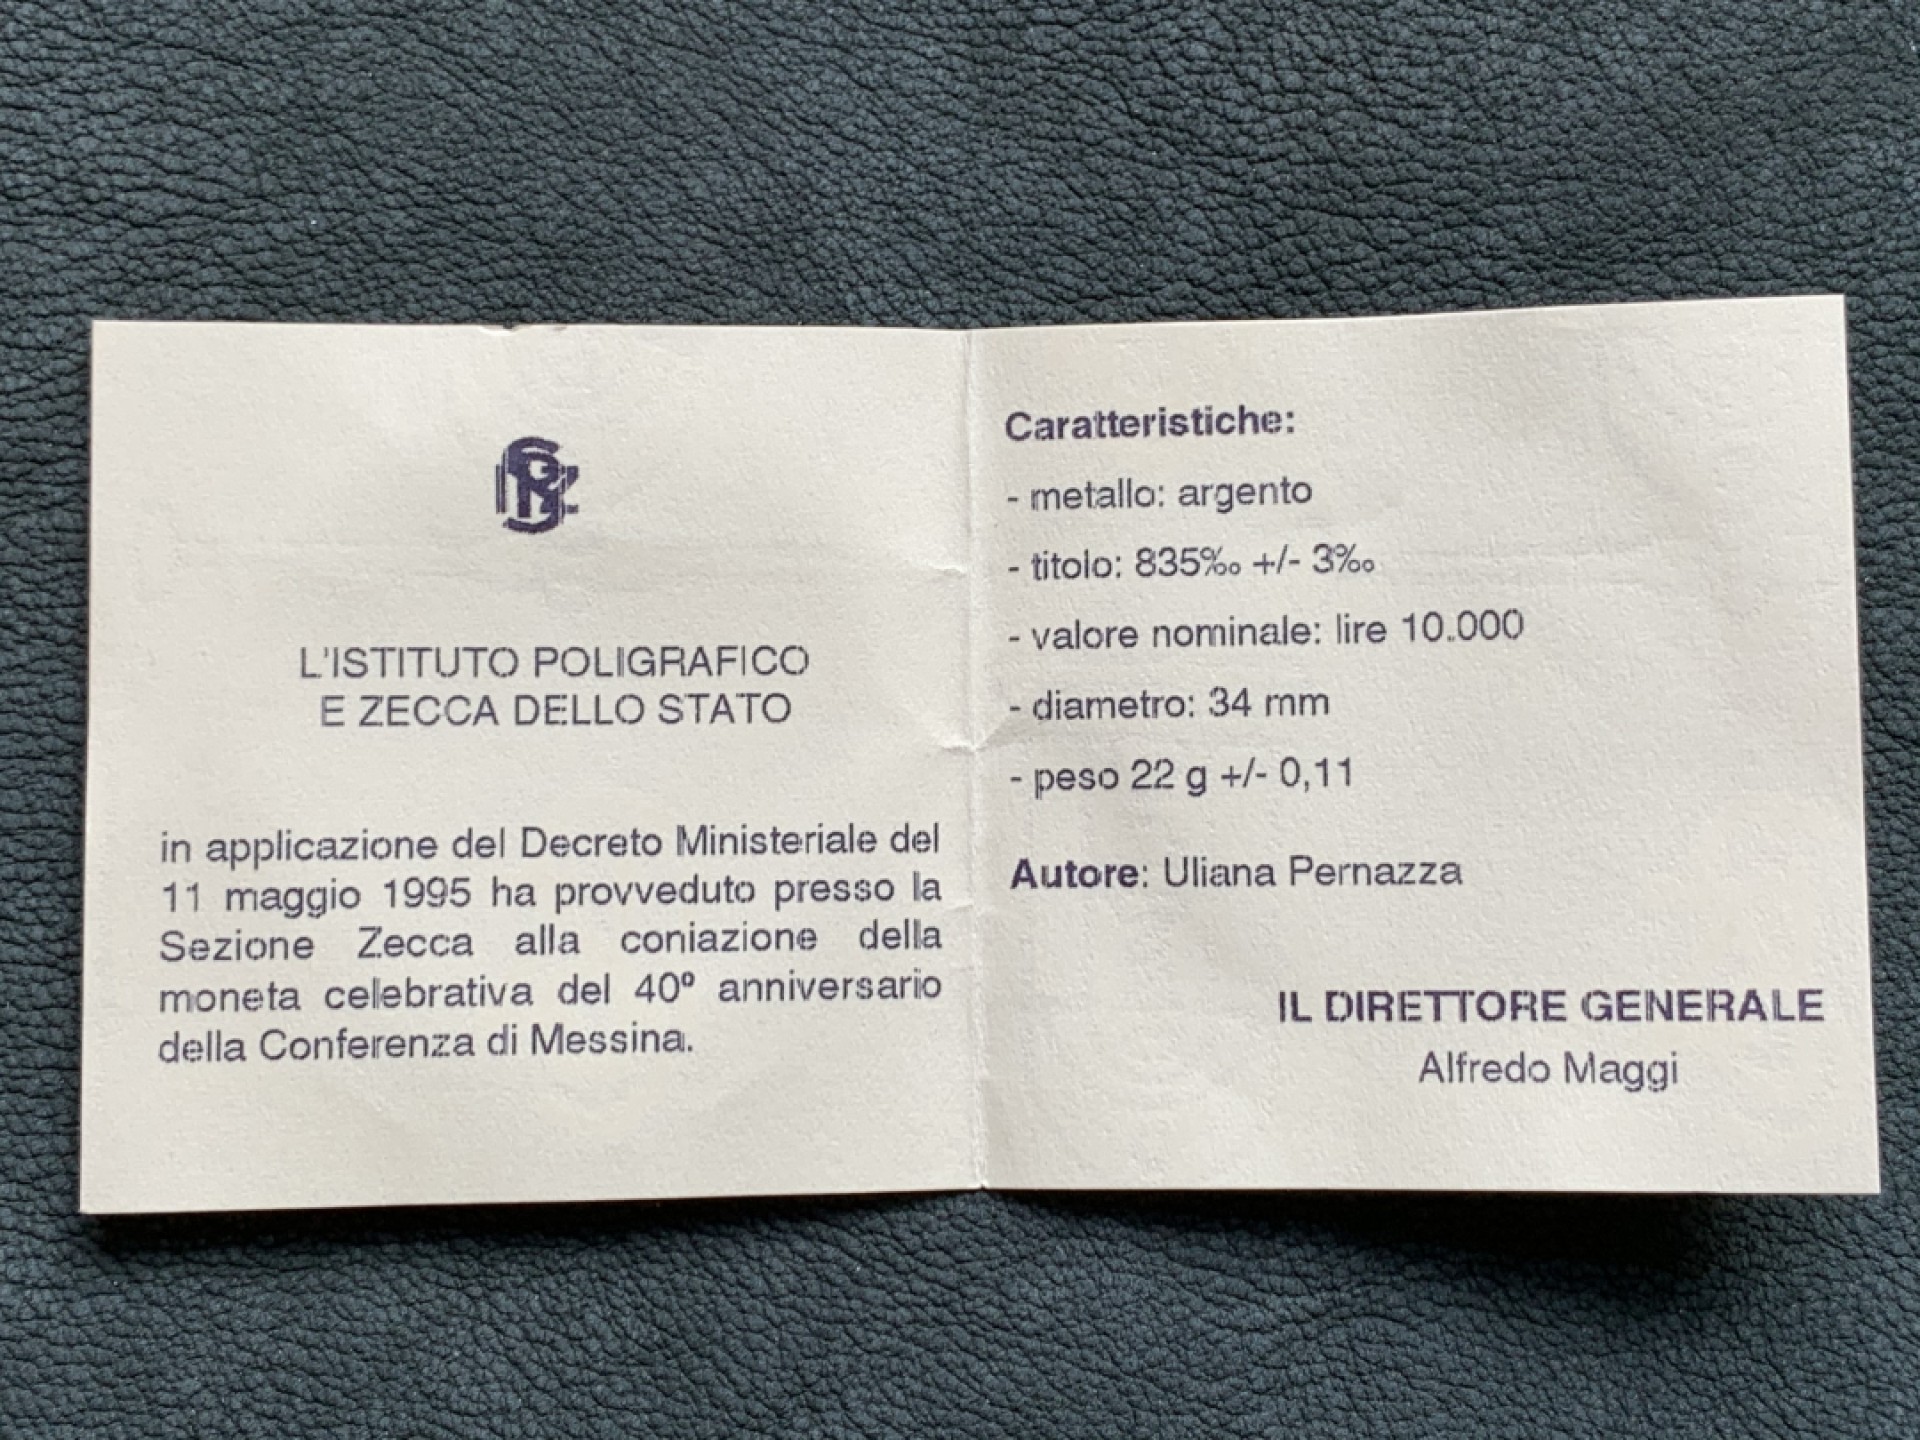 L'ISTITUTO POLIGRAFICO
E ZECCA DELLO STATO
in applicazione del Decreto Ministeriale del
11 maggio 1995 ha provveduto presso la
Sezione Zecca alla coniazione della
moneta celebrativa del 40º anniversario
della Conferenza di Messina.
Caratteristiche:
- metallo: argento
- titolo: 835‰ +/- 3‰
- valore nominale: lire 10.000
- diametro: 34 mm
- peso 22 g +/- 0,11
Autore: Uliana Pernazza
IL DIRETTORE GENERALE
Alfredo Maggi